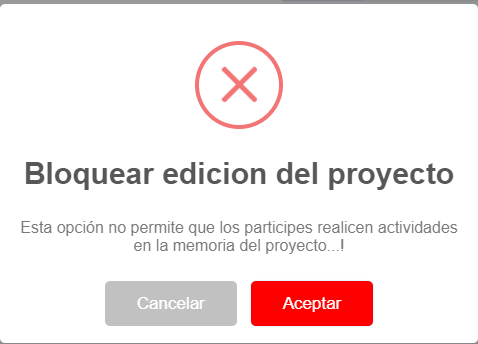 Bloquear edicion del proyecto
Esta opción no permite que los participes realicen actividades
en la memoria del proyecto...!
Cancelar
Aceptar